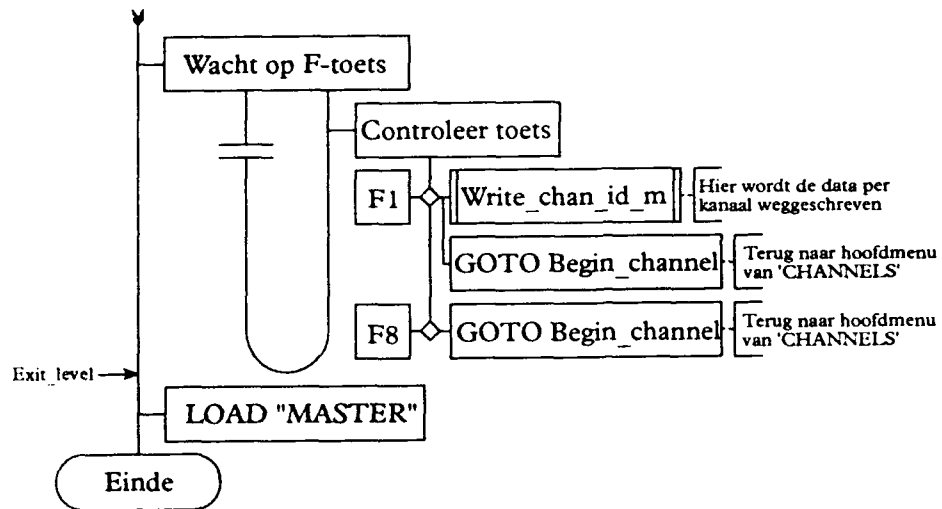 Wacht op F-toets
Controleer toets
F1
Write_chan_id_m
Hier wordt de data per
kanaal weggeschreven
GOTO Begin_channel
Terug naar hoofdmenu
van 'CHANNELS'
F8
GOTO Begin_channel
Terug naar hoofdmenu
van 'CHANNELS'
Exit_level
LOAD "MASTER"
Einde